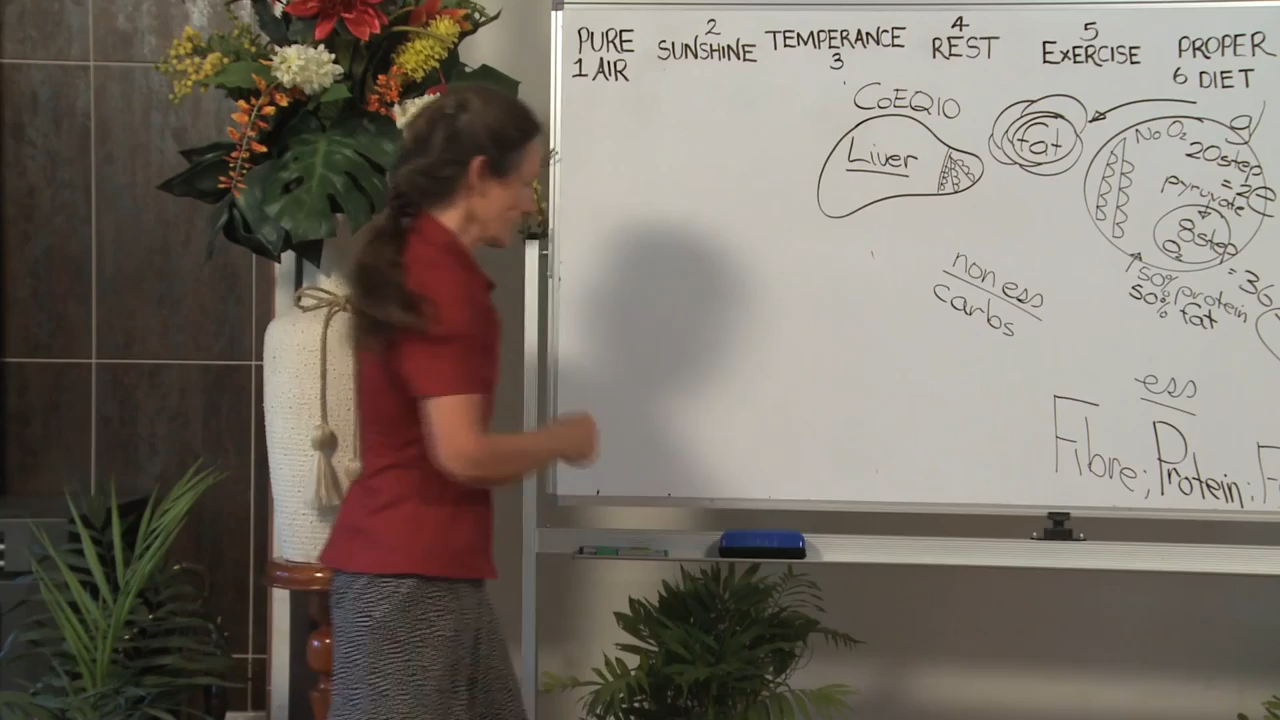 PURE
1 AIR
2
SUNSHINE
TEMPERANCE
3
4
REST
5
EXERCISE
PROPER
6 DIET
CoEQ10
Liver
fat
g
No O2
20step
= 2e
pyruvate
8step
O2
= 36
50% protein
50% fat
non ess
carbs
ess
Fibre; Protein; F